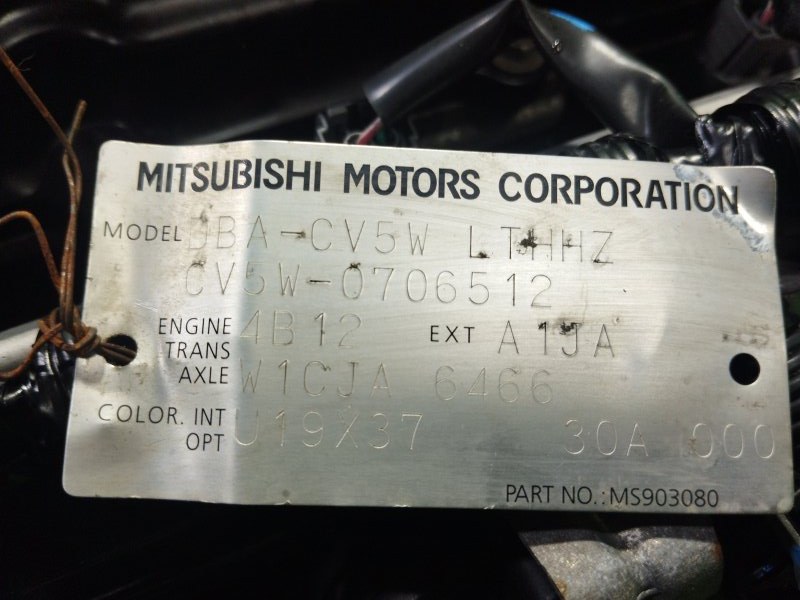 MITSUBISHI MOTORS CORPORATION
MODEL DBA-CV5W LTHHZ
CV5W-0706512
ENGINE 4B12 EXT A1JA
TRANS
AXLE W1CJA 6466
COLOR. INT U19X37 30A 000
OPT
PART NO.:MS903080